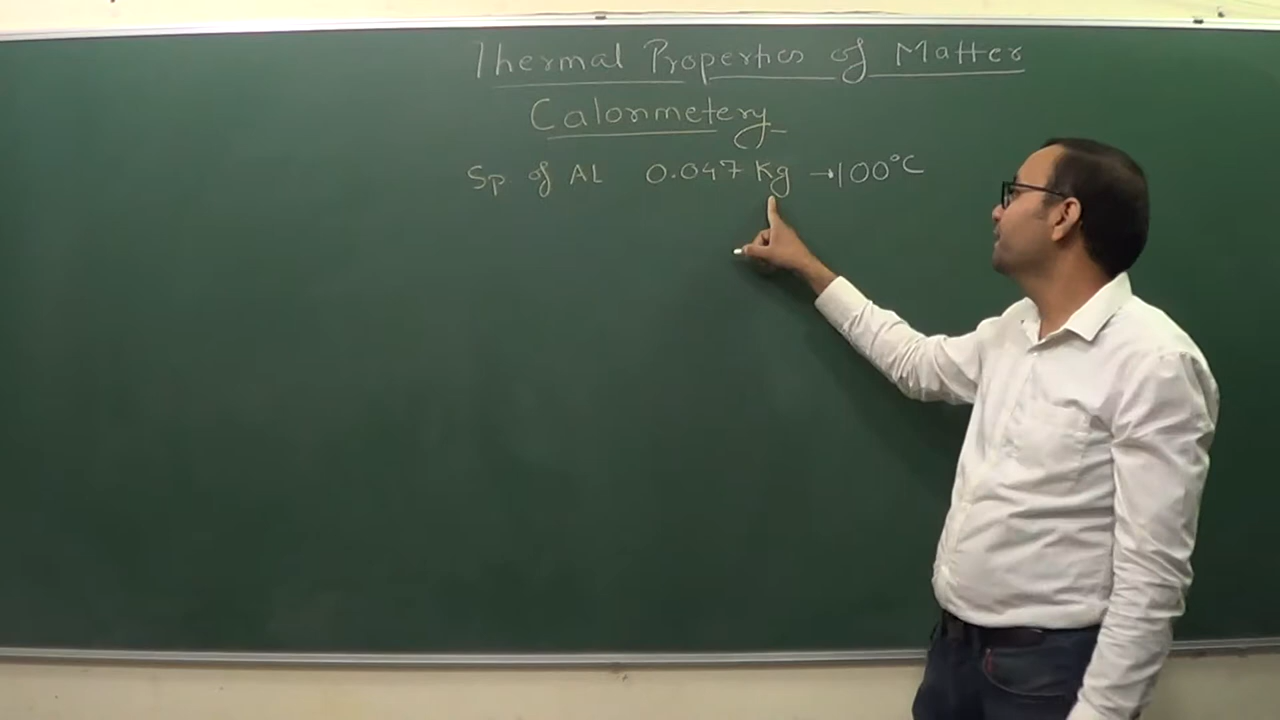 Thermal Properties of Matter
Calorimetery
Sp of AL 0.047 Kg →100°C